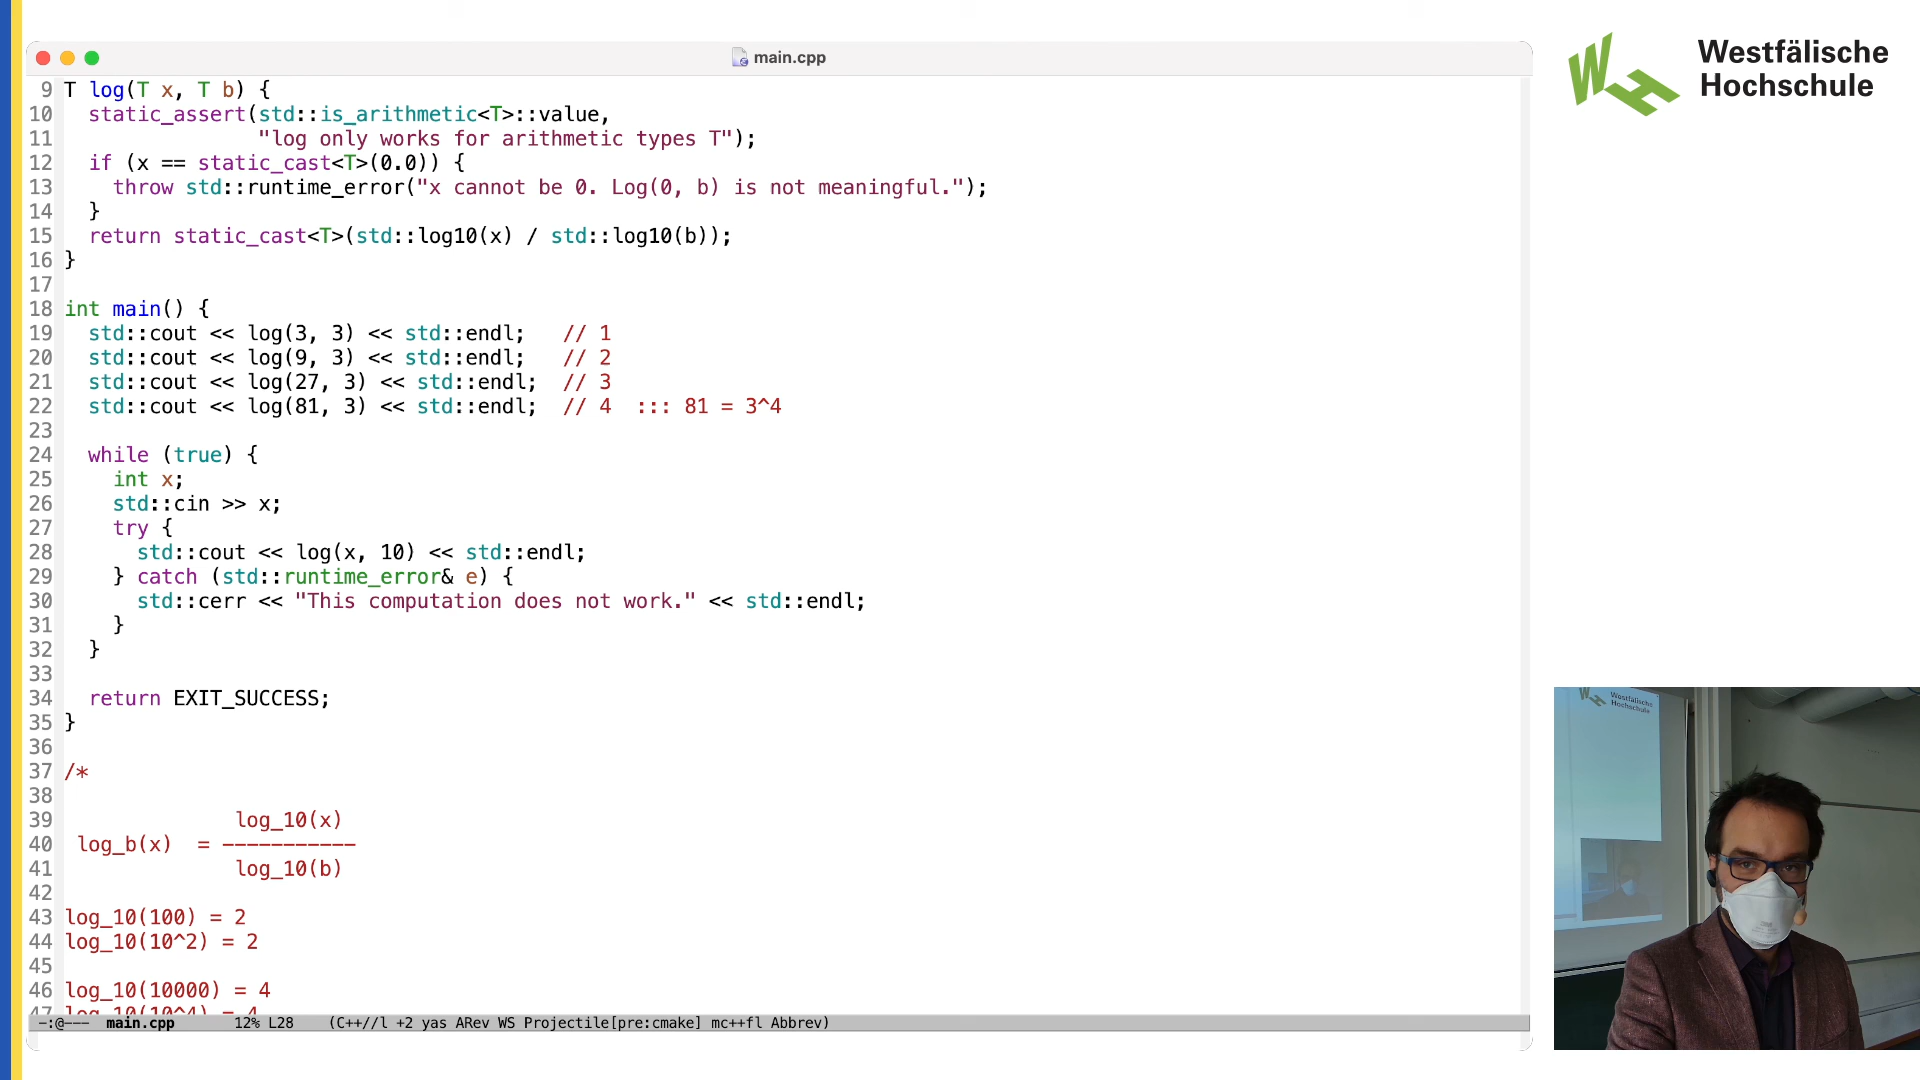 main.cpp
Westfälische
Hochschule
9 T log(T x, T b) {
10   static_assert(std::is_arithmetic<T>::value,
11                 "log only works for arithmetic types T");
12   if (x == static_cast<T>(0.0)) {
13     throw std::runtime_error("x cannot be 0. Log(0, b) is not meaningful.");
14   }
15   return static_cast<T>(std::log10(x) / std::log10(b));
16 }
17
18 int main() {
19   std::cout << log(3, 3) << std::endl;   // 1
20   std::cout << log(9, 3) << std::endl;   // 2
21   std::cout << log(27, 3) << std::endl;  // 3
22   std::cout << log(81, 3) << std::endl;  // 4  ::: 81 = 3^4
23
24   while (true) {
25     int x;
26     std::cin >> x;
27     try {
28       std::cout << log(x, 10) << std::endl;
29     } catch (std::runtime_error& e) {
30       std::cerr << "This computation does not work." << std::endl;
31     }
32   }
33
34   return EXIT_SUCCESS;
35 }
36
37 /*
38
39               log_10(x)
40  log_b(x)  = -----------
41               log_10(b)
42
43 log_10(100) = 2
44 log_10(10^2) = 2
45
46 log_10(10000) = 4
47 log_10(10^4) = 4
-:@---  main.cpp       12% L28    (C++//l +2 yas ARev WS Projectile[pre:cmake] mc++fl Abbrev)
Westfälische
Hochschule